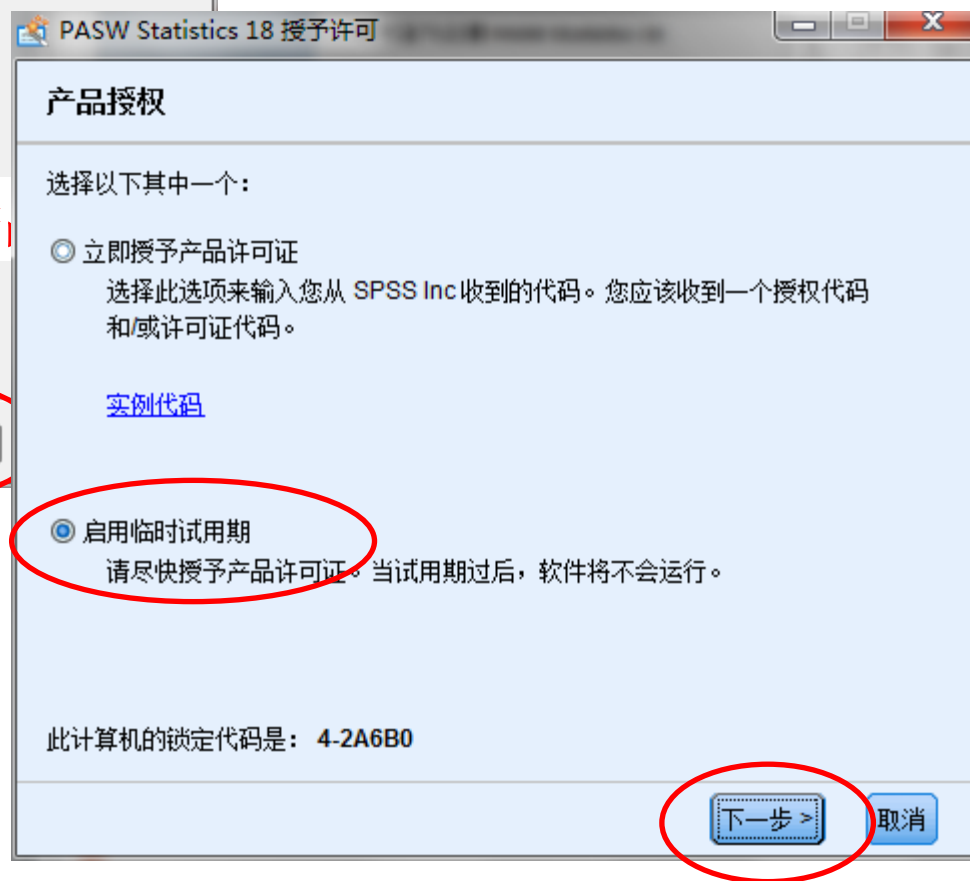 PASW Statistics 18 授予许可
产品授权
选择以下其中一个：
立即授予产品许可证
选择此选项来输入您从 SPSS Inc 收到的代码。您应该收到一个授权代码
和/或许可证代码。
实例代码
启用临时试用期
请尽快授予产品许可证。当试用期过后，软件将不会运行。
此计算机的锁定代码是： 4-2A6B0
下一步 >
取消